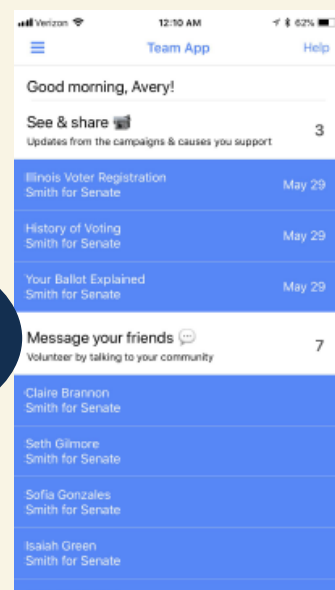 Verizon 12:10 AM 62%
Team App Help
Good morning, Avery!
See & share 📹 3
Updates from the campaigns & causes you support
Illinois Voter Registration May 29
Smith for Senate
History of Voting May 29
Smith for Senate
Your Ballot Explained May 29
Smith for Senate
Message your friends 💬 7
Volunteer by talking to your community
Claire Brannon
Smith for Senate
Seth Gilmore
Smith for Senate
Sofia Gonzales
Smith for Senate
Isaiah Green
Smith for Senate